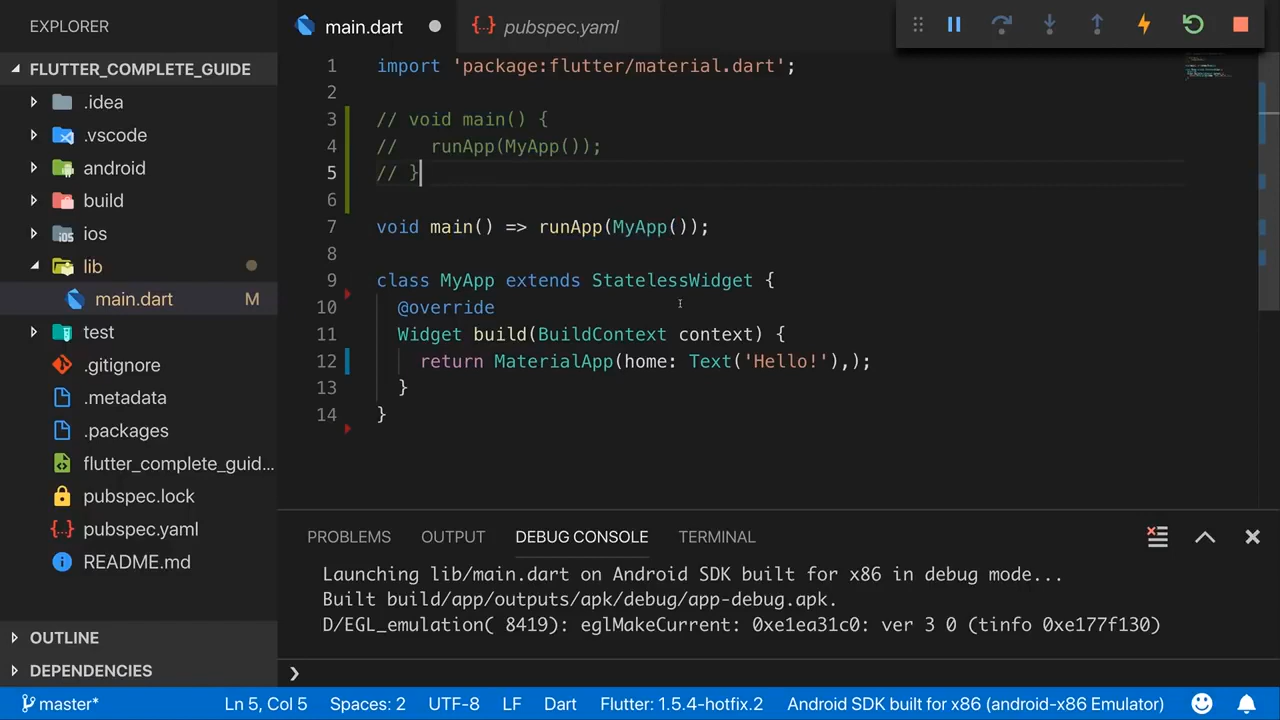 EXPLORER
FLUTTER_COMPLETE_GUIDE
.idea
.vscode
android
build
ios
lib
main.dart M
test
.gitignore
.metadata
.packages
flutter_complete_guid...
pubspec.lock
pubspec.yaml
README.md
OUTLINE
DEPENDENCIES
main.dart
{..} pubspec.yaml
1 import 'package:flutter/material.dart';
2
3 // void main() {
4 //   runApp(MyApp());
5 // }
6
7 void main() => runApp(MyApp());
8
9 class MyApp extends StatelessWidget {
10   @override
11   Widget build(BuildContext context) {
12     return MaterialApp(home: Text('Hello!'),);
13   }
14 }
PROBLEMS OUTPUT DEBUG CONSOLE TERMINAL
Launching lib/main.dart on Android SDK built for x86 in debug mode...
Built build/app/outputs/apk/debug/app-debug.apk.
D/EGL_emulation( 8419): eglMakeCurrent: 0xe1ea31c0: ver 3 0 (tinfo 0xe177f130)
master* Ln 5, Col 5 Spaces: 2 UTF-8 LF Dart Flutter: 1.5.4-hotfix.2 Android SDK built for x86 (android-x86 Emulator)